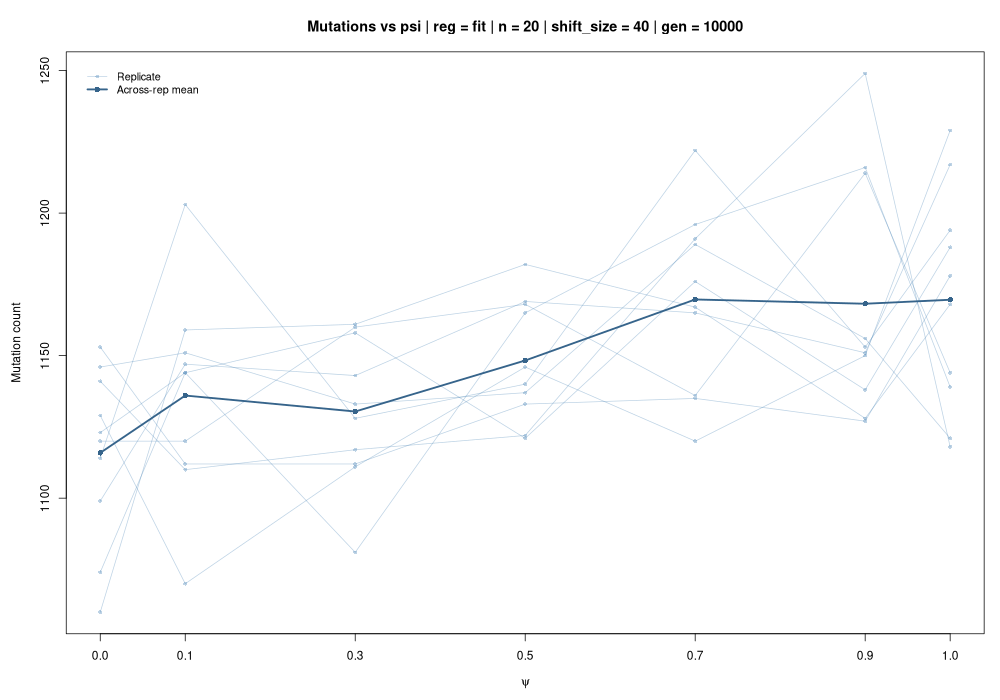 Mutations vs psi | reg = fit | n = 20 | shift_size = 40 | gen = 10000
Replicate
Across-rep mean
Mutation count
1250
1200
1150
1100
0.0 0.1 0.3 0.5 0.7 0.9 1.0
ψ